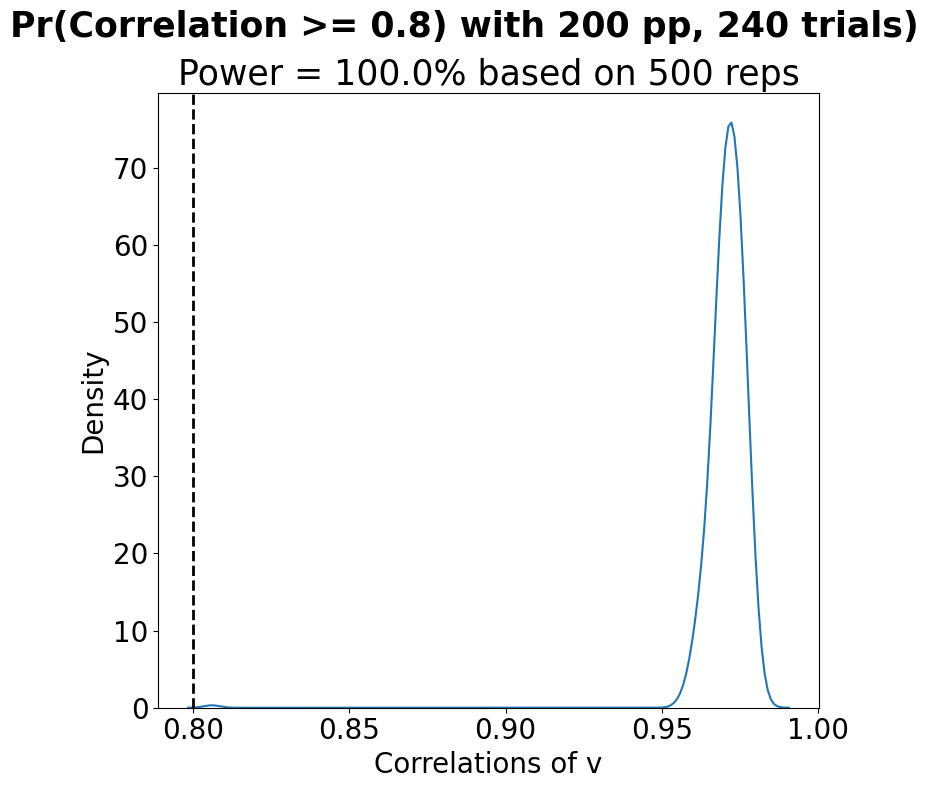 Pr(Correlation >= 0.8) with 200 pp, 240 trials)
Power = 100.0% based on 500 reps
70
60
50
40
30
20
10
0
Density
0.80 0.85 0.90 0.95 1.00
Correlations of v